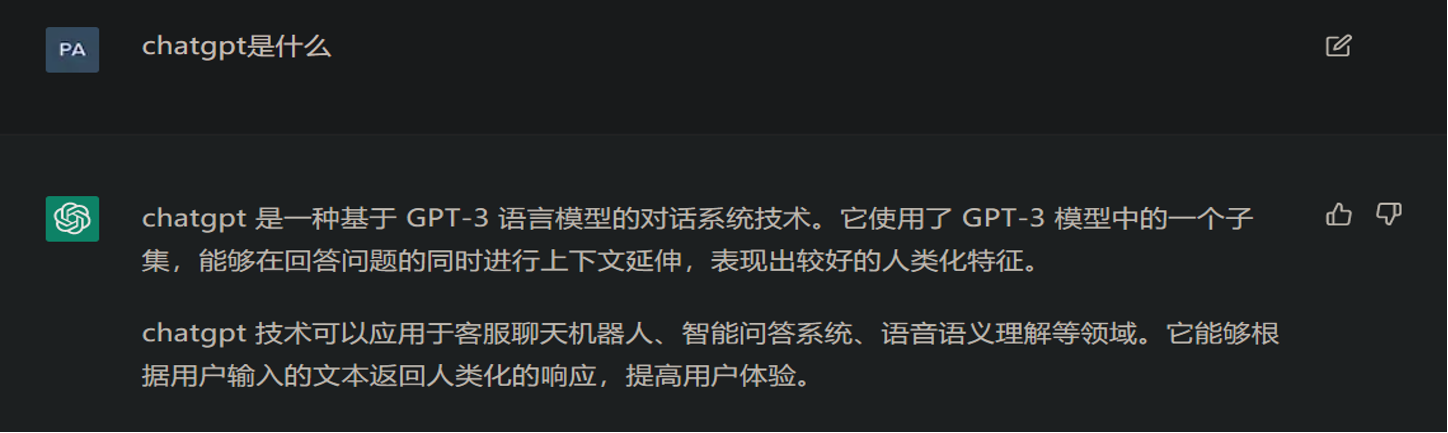 PA
chatgpt是什么
chatgpt 是一种基于 GPT-3 语言模型的对话系统技术。它使用了 GPT-3 模型中的一个子
集，能够在回答问题的同时进行上下文延伸，表现出较好的人类化特征。
chatgpt 技术可以应用于客服聊天机器人、智能问答系统、语音语义理解等领域。它能够根
据用户输入的文本返回人类化的响应，提高用户体验。